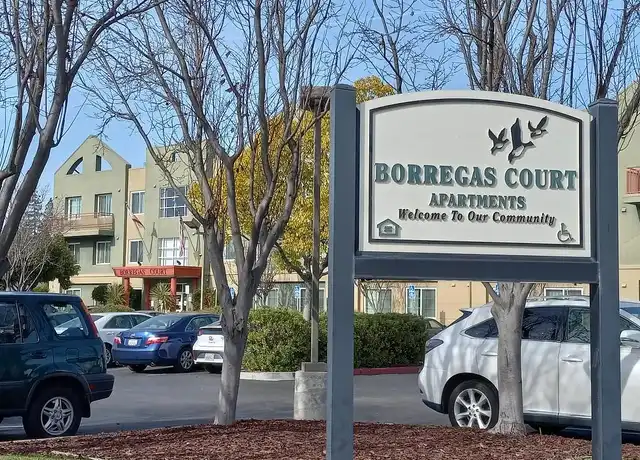 BORREGAS COURT
APARTMENTS
Welcome To Our Community
BORREGAS COURT